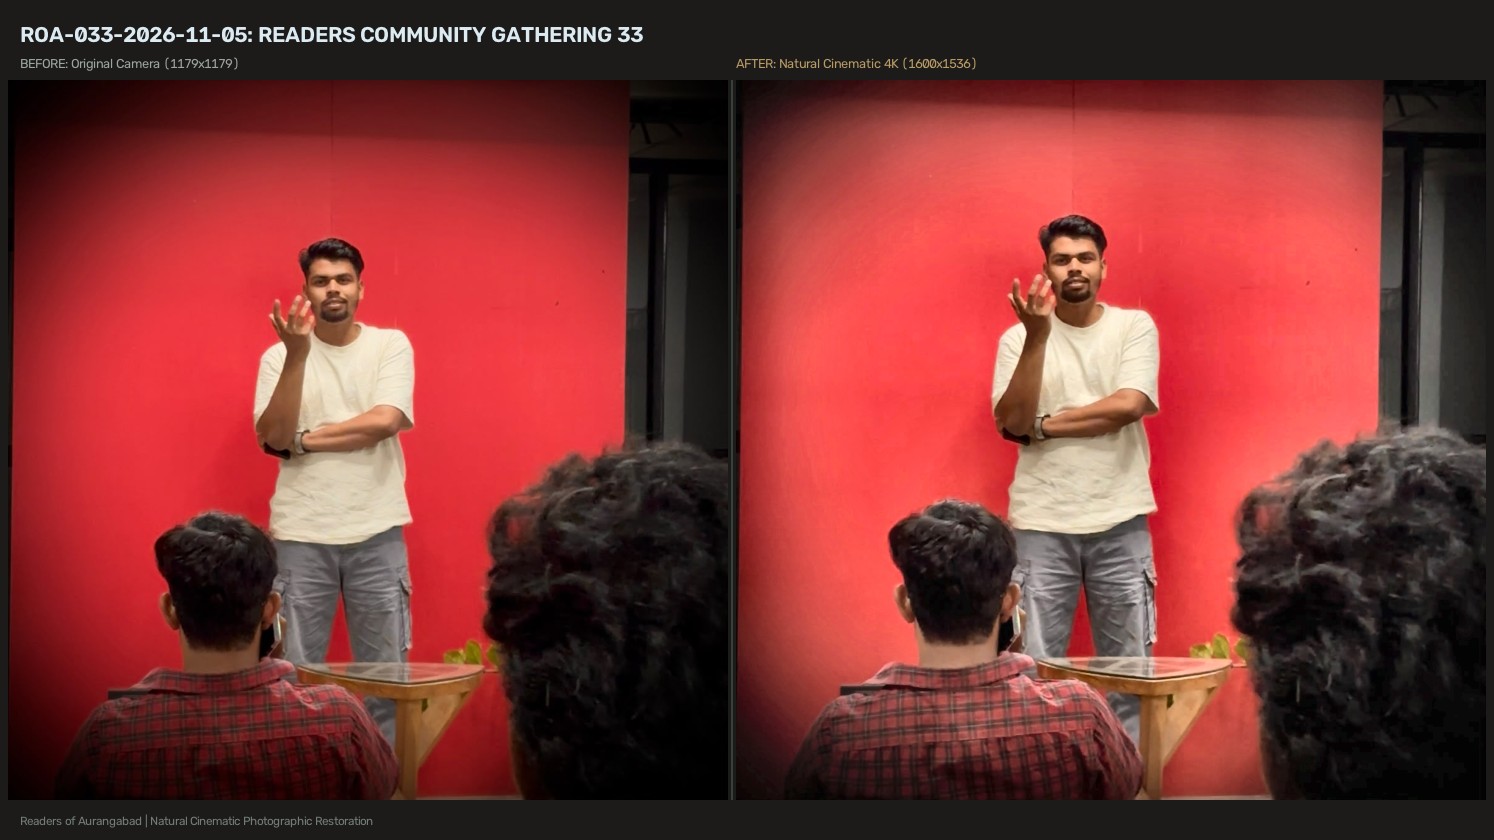 ROA-033-2026-11-05: READERS COMMUNITY GATHERING 33
BEFORE: Original Camera (1179x1179)
AFTER: Natural Cinematic 4K (1600x1536)
Readers of Aurangabad | Natural Cinematic Photographic Restoration